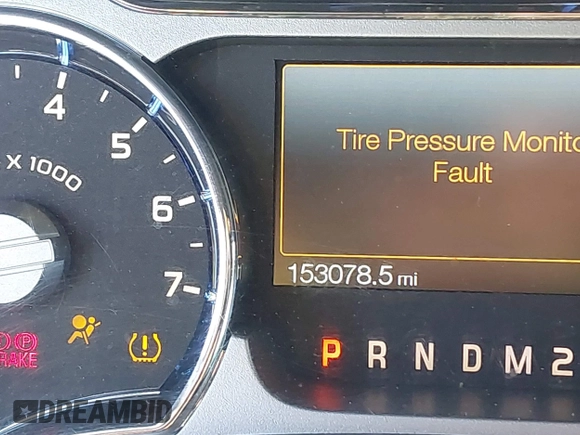 4
5
X 1000
6
7
Tire Pressure Monito
Fault
153078.5 mi
P R N D M 2
P
RAKE
DREAMBID